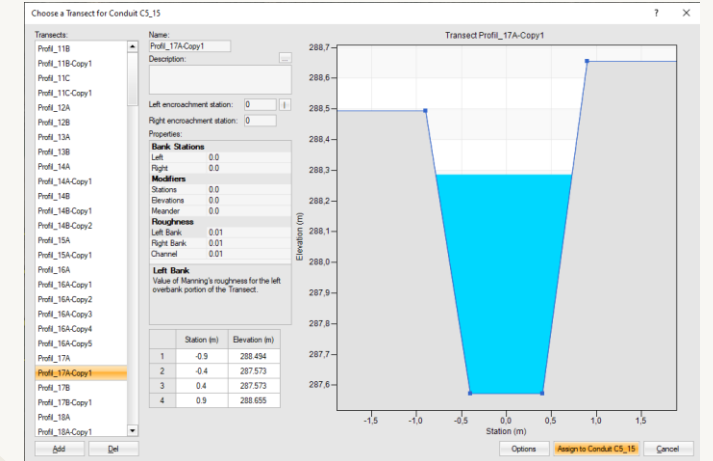 Choose a Transect for Conduit C5_15
? ×
Transects:
Profil_11B
Profil_11B-Copy1
Profil_11C
Profil_11C-Copy1
Profil_12A
Profil_12B
Profil_13A
Profil_13B
Profil_14A
Profil_14A-Copy1
Profil_14B
Profil_14B-Copy1
Profil_14B-Copy2
Profil_15A
Profil_15A-Copy1
Profil_16A
Profil_16A-Copy1
Profil_16A-Copy2
Profil_16A-Copy3
Profil_16A-Copy4
Profil_16A-Copy5
Profil_17A
Profil_17A-Copy1
Profil_17B
Profil_17B-Copy1
Profil_18A
Profil_18A-Copy1
Add Del
Name:
Profil_17A-Copy1
Description:
...
Left encroachment station: 0
Right encroachment station: 0
Properties:
Bank Stations
Left 0.0
Right 0.0
Modifiers
Stations 0.0
Elevations 0.0
Meander 0.0
Roughness
Left Bank 0.01
Right Bank 0.01
Channel 0.01
Left Bank
Value of Manning's roughness for the left
overbank portion of the Transect.
Station (m) Elevation (m)
1 -0.9 288.494
2 -0.4 287.573
3 0.4 287.573
4 0.9 288.655
Transect Profil_17A-Copy1
Elevation (m)
288,7
288,6
288,5
288,4
288,3
288,2
288,1
288,0
287,9
287,8
287,7
287,6
-1,5 -1,0 -0,5 0,0 0,5 1,0 1,5
Station (m)
Options Assign to Conduit C5_15 Cancel